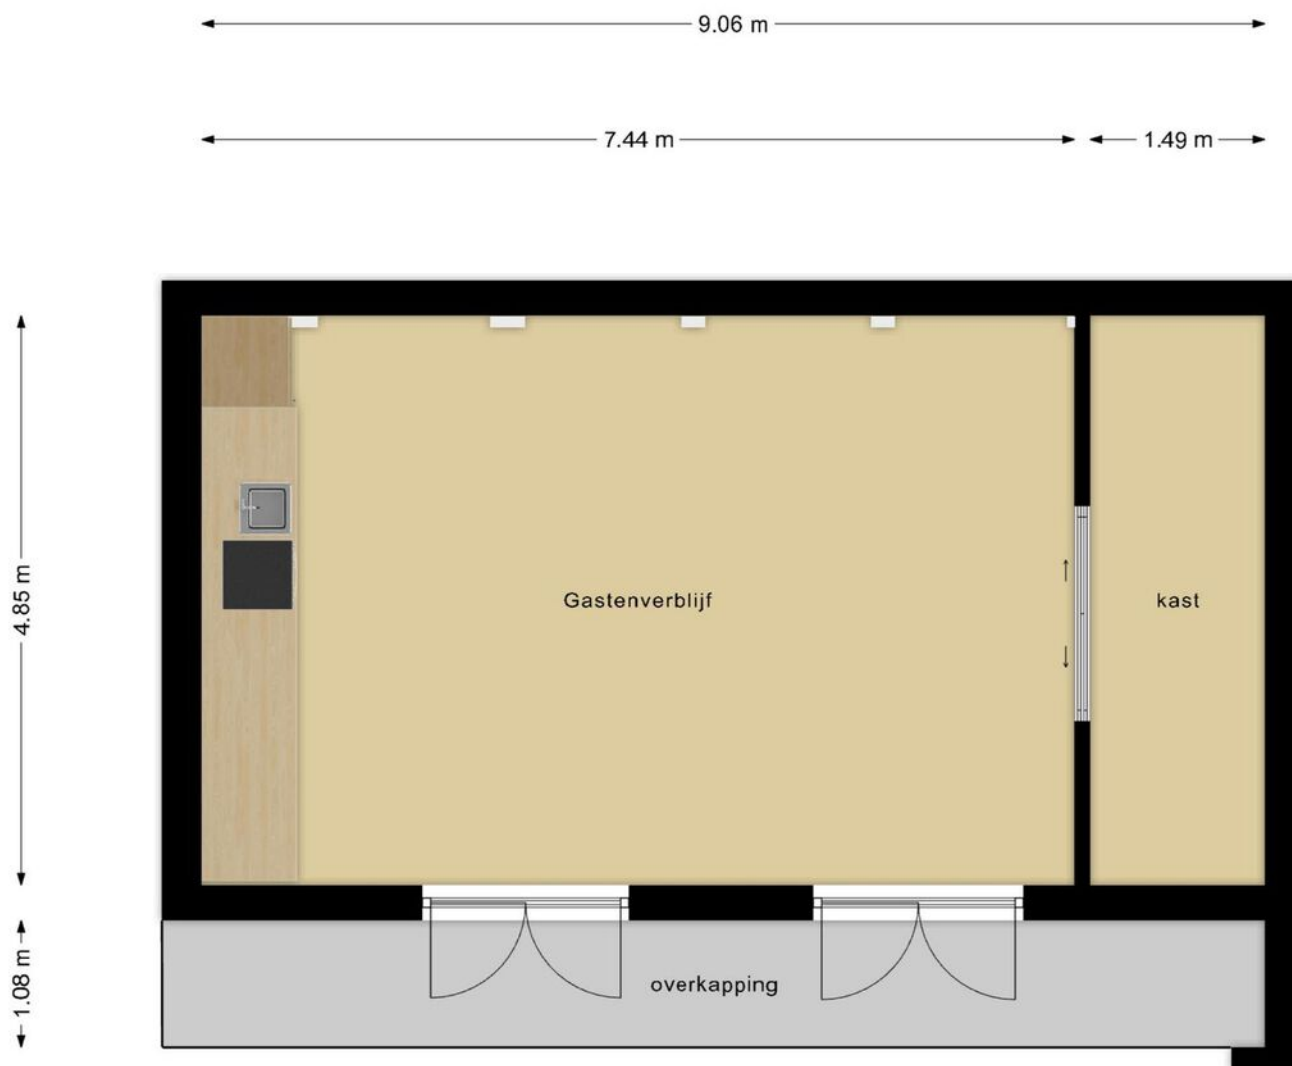 9.06 m
7.44 m
1.49 m
4.85 m
Gastenverblijf
kast
1.08 m
overkapping